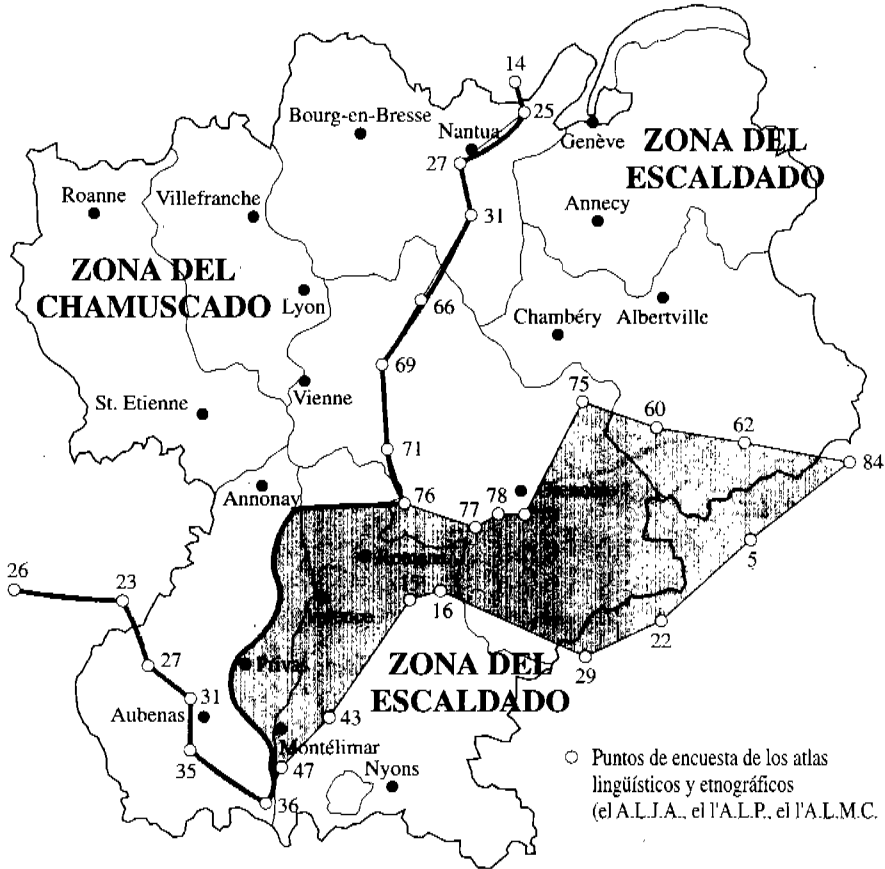 14
25
Bourg-en-Bresse
Nantua
Genève
27
ZONA DEL
ESCALDADO
Roanne
Villefranche
31
Annecy
ZONA DEL
CHAMUSCADO
Lyon
66
Chambéry
Albertville
69
Vienne
75
St. Etienne
60
62
71
84
Annonay
76
77
78
5
26
23
16
22
27
Privas
ZONA DEL
ESCALDADO
29
31
Aubenas
43
35
Montélimar
47
Nyons
36
Puntos de encuesta de los atlas
lingüísticos y etnográficos
(el A.L.J.A., el l'A.L.P., el l'A.L.M.C.